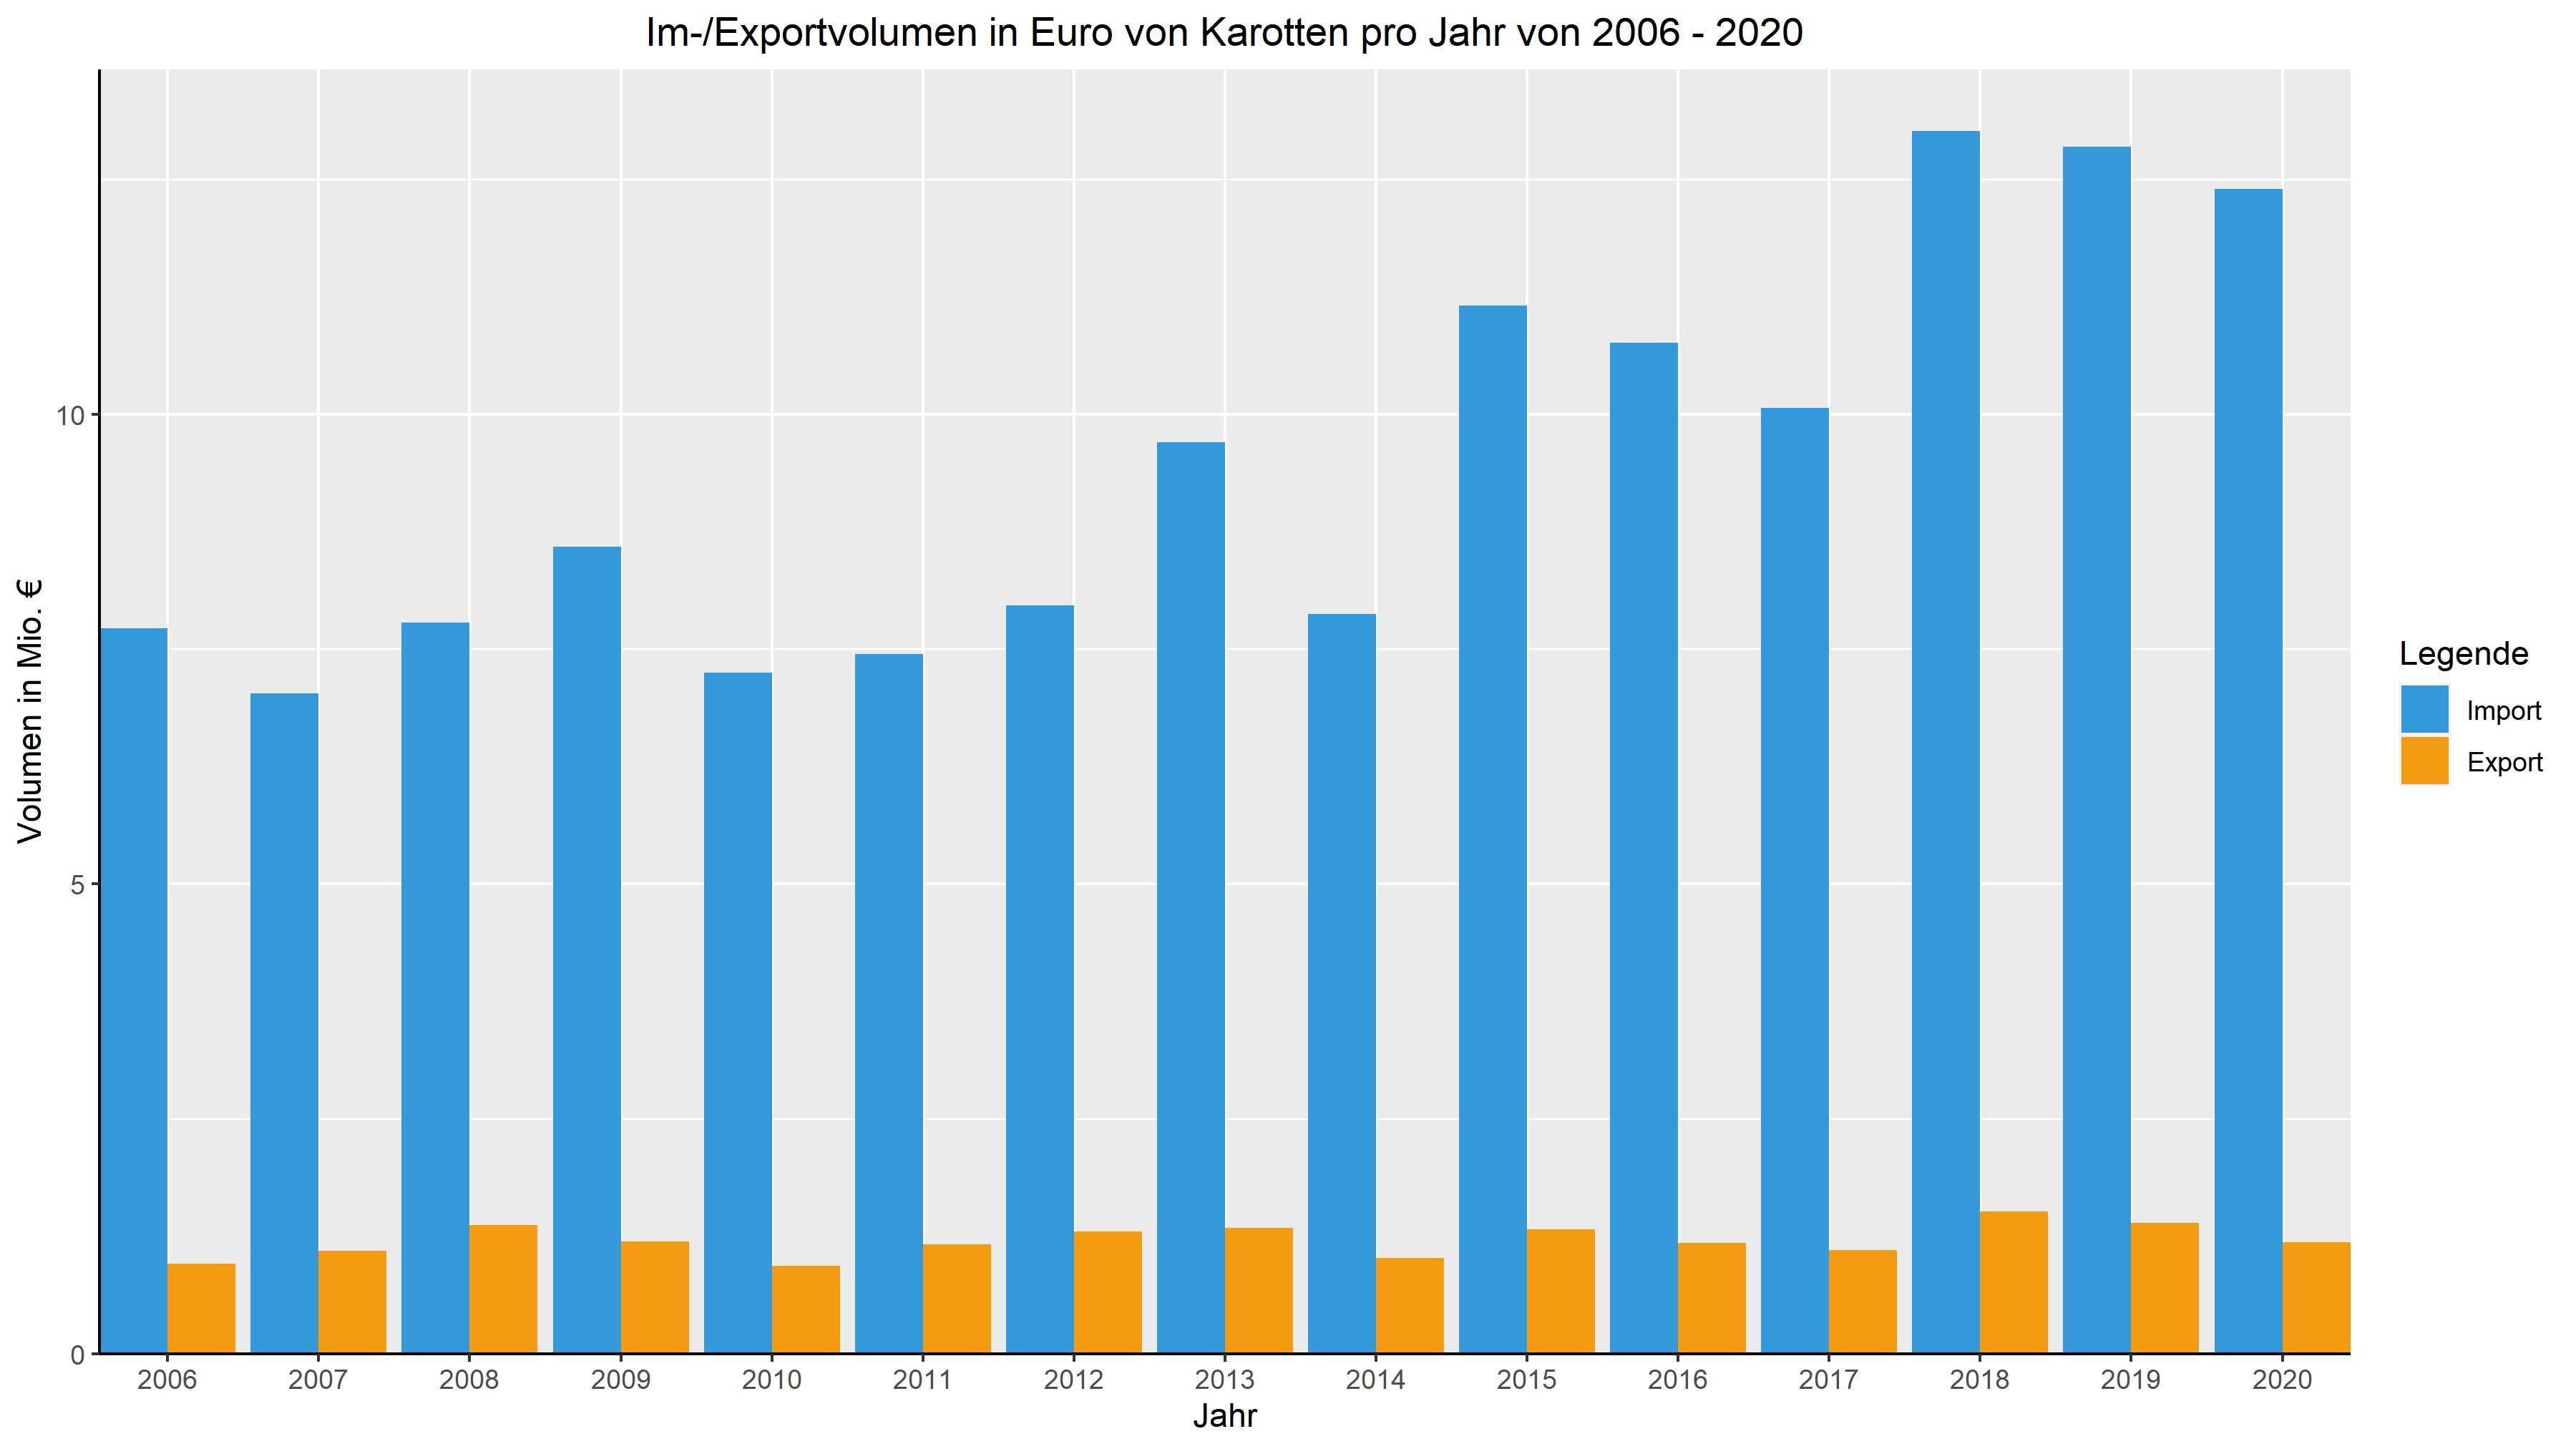 Im-/Exportvolumen in Euro von Karotten pro Jahr von 2006 - 2020
Volumen in Mio. €
10
5
0
2006 2007 2008 2009 2010 2011 2012 2013 2014 2015 2016 2017 2018 2019 2020
Jahr
Legende
Import
Export